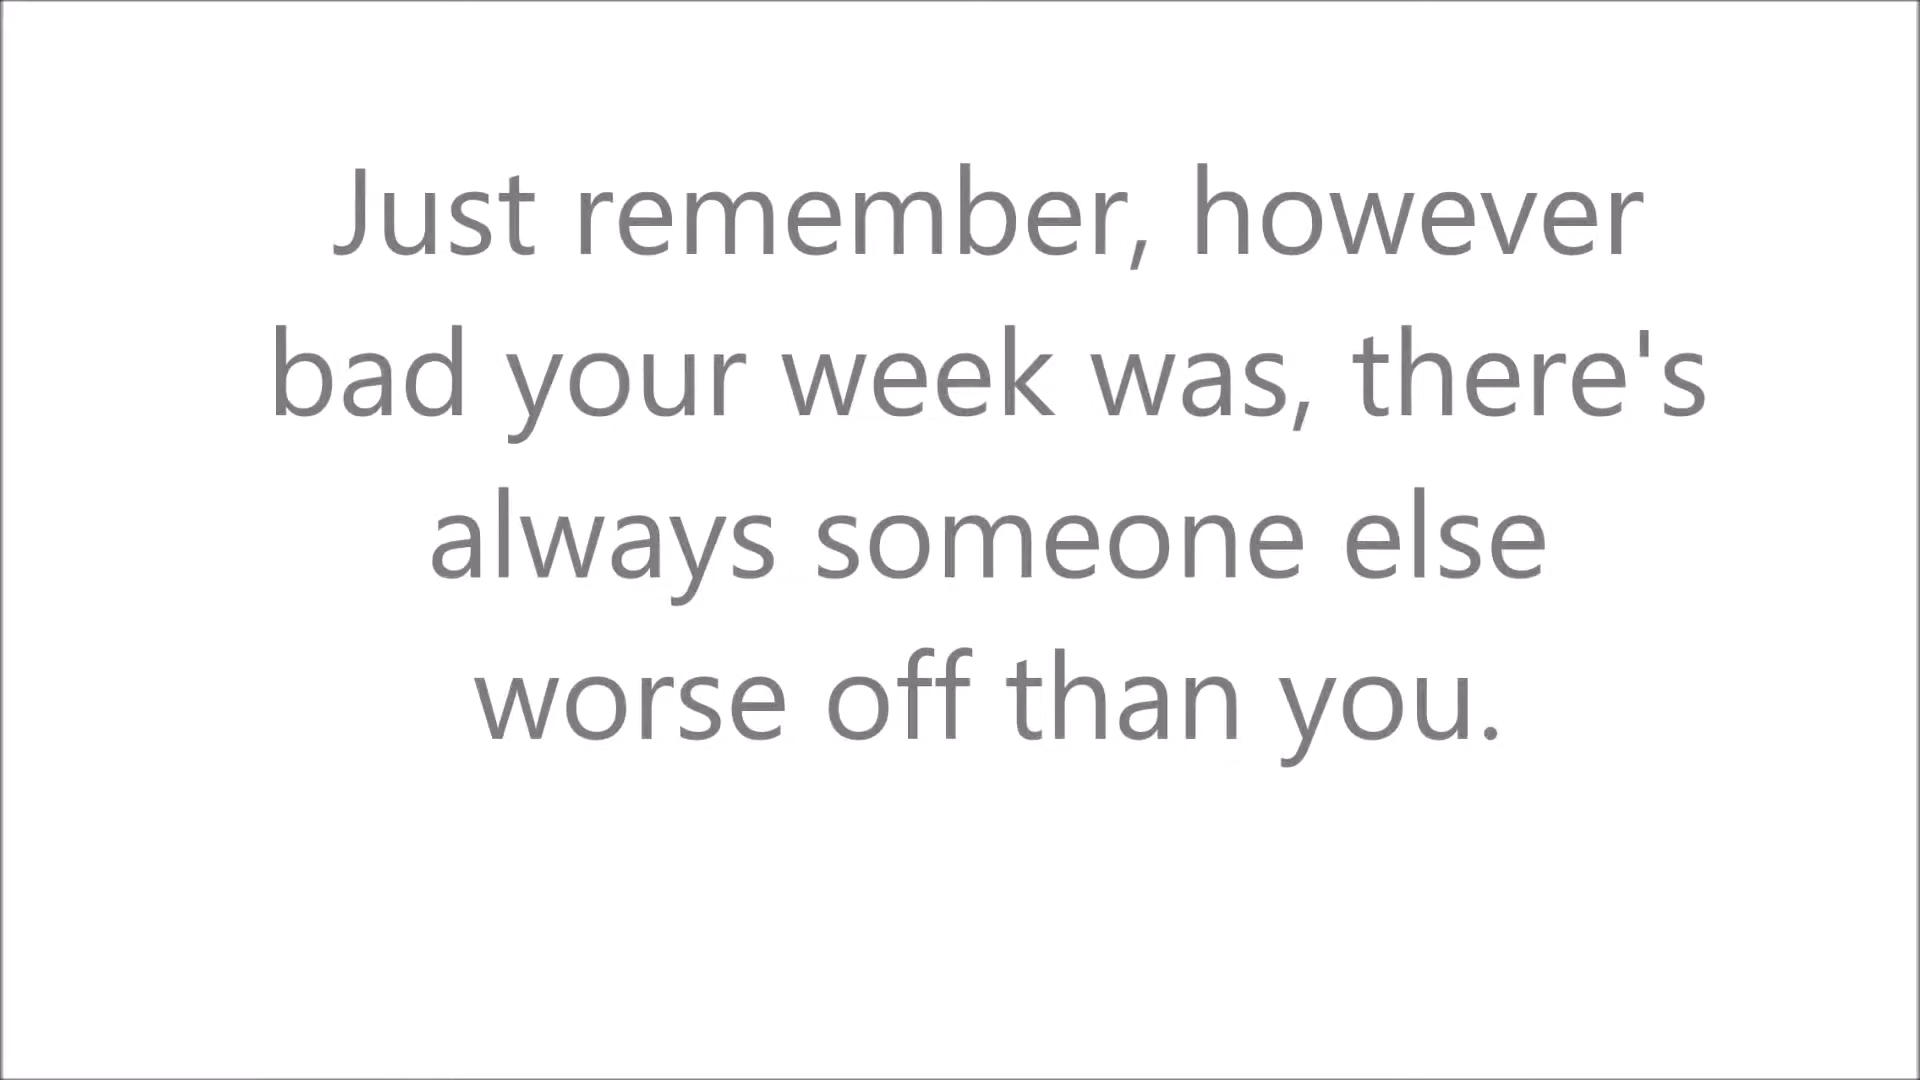 Just remember, however
bad your week was, there's
always someone else
worse off than you.